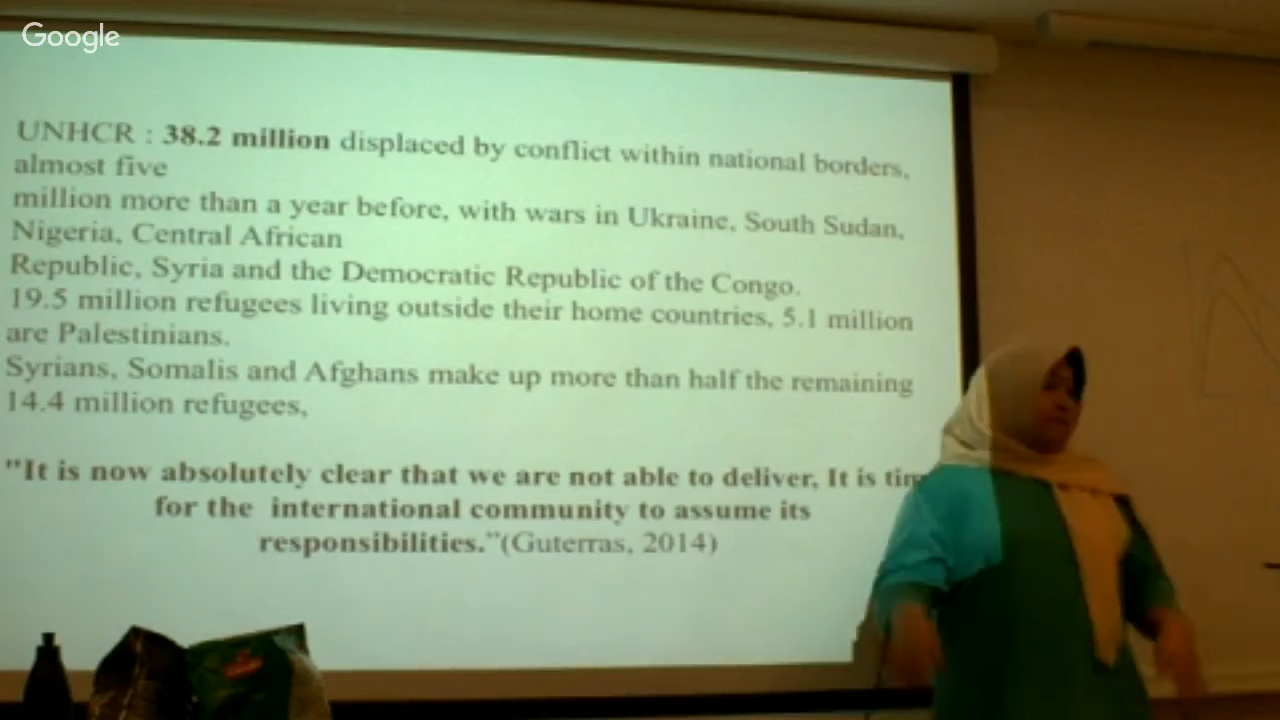 Google
UNHCR : 38.2 million displaced by conflict within national borders,
almost five
million more than a year before, with wars in Ukraine, South Sudan,
Nigeria, Central African
Republic, Syria and the Democratic Republic of the Congo.
19.5 million refugees living outside their home countries, 5.1 million
are Palestinians.
Syrians, Somalis and Afghans make up more than half the remaining
14.4 million refugees,
"It is now absolutely clear that we are not able to deliver, It is
for the international community to assume its
responsibilities."(Guterras, 2014)